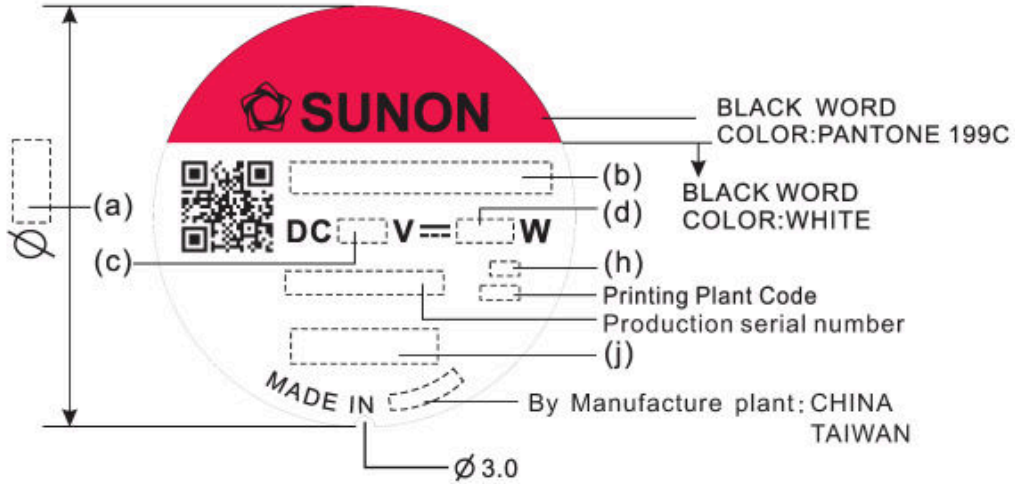 SUNON
BLACK WORD
COLOR:PANTONE 199C
(b)
BLACK WORD
COLOR:WHITE
(a)
Ø
(d)
DC V W
(c)
(h)
Printing Plant Code
Production serial number
(j)
MADE IN
By Manufacture plant: CHINA
TAIWAN
Ø 3.0